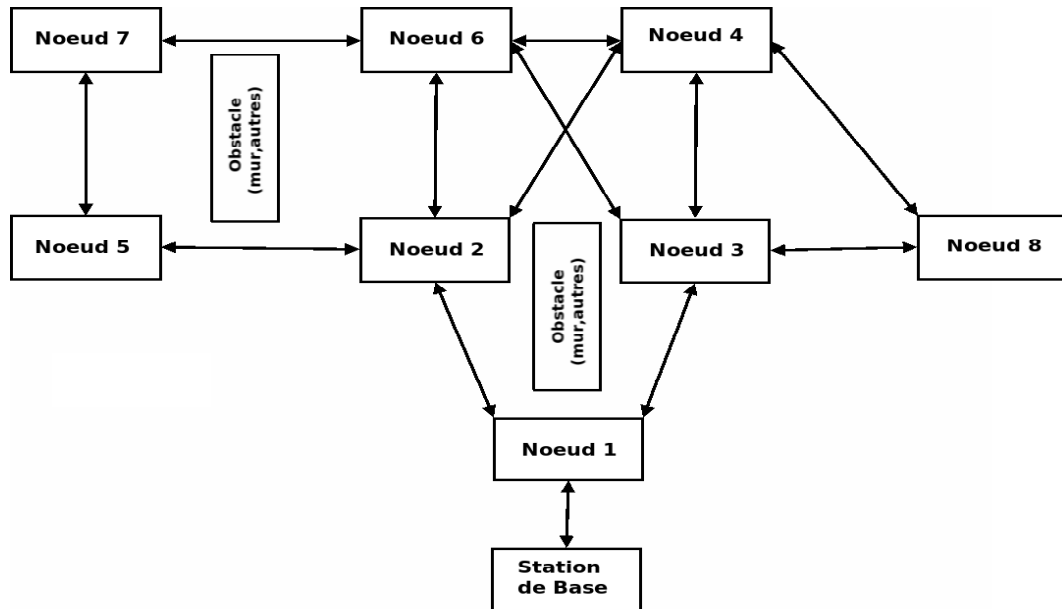 Noeud 7
Noeud 6
Noeud 4
Obstacle
(mur,autres)
Noeud 5
Noeud 2
Noeud 3
Noeud 8
Obstacle
(mur,autres)
Noeud 1
Station
de Base